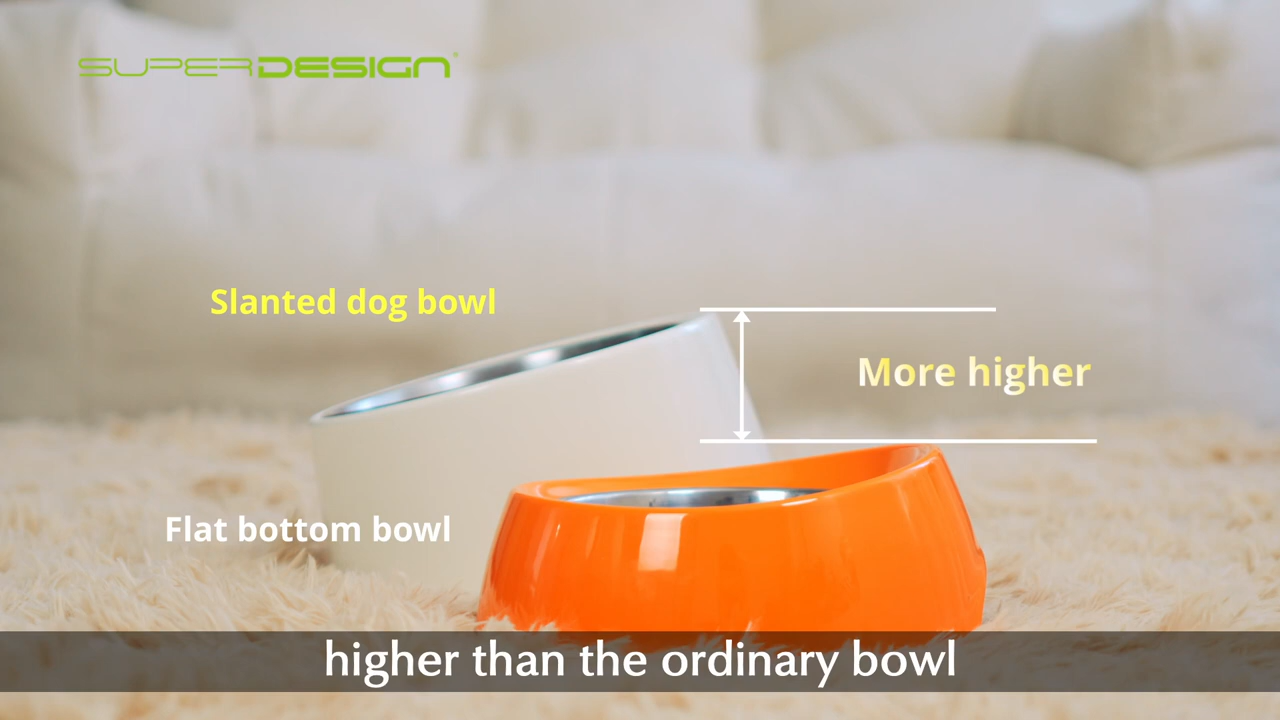 SUPERDESIGN
Slanted dog bowl
More higher
Flat bottom bowl
higher than the ordinary bowl